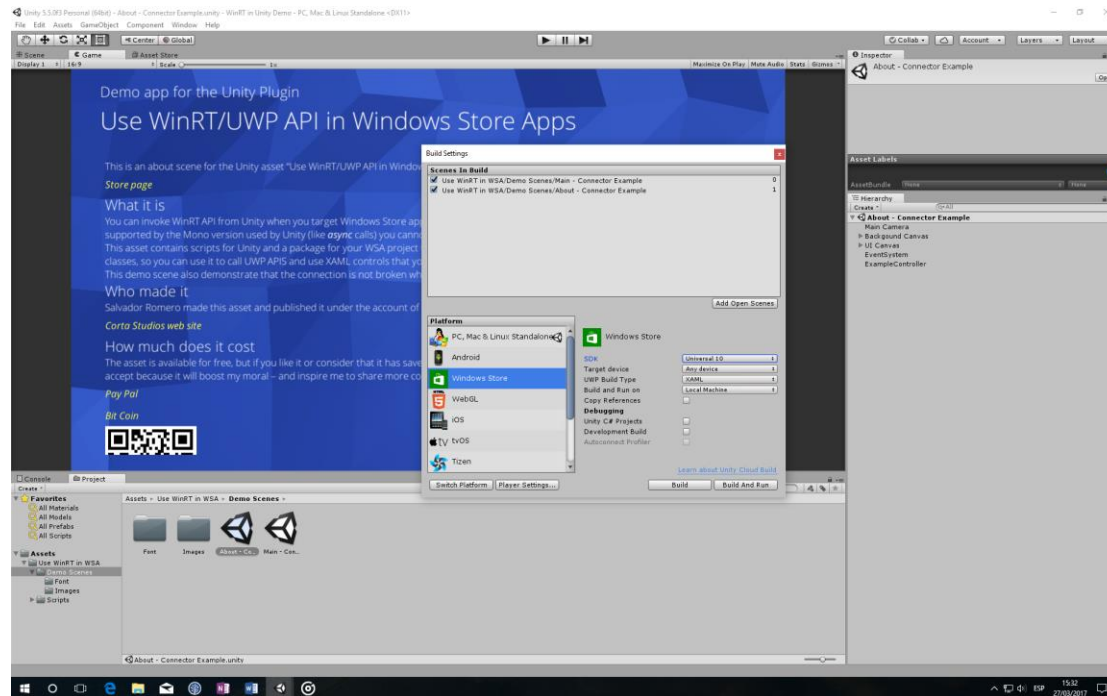 Unity 5.5.0f3 Personal (64bit) - About - Connector Example.unity - WinRT in Unity Demo - PC, Mac & Linux Standalone <DX11>
File Edit Assets GameObject Component Window Help
Center Global Collab Account Layers Layout
Scene Game Asset Store
Display 1 16:9 Scale 1x Maximize On Play Mute Audio Stats Gizmos
Demo app for the Unity Plugin
Use WinRT/UWP API in Windows Store Apps
This is an about scene for the Unity asset "Use WinRT/UWP API in Window
Store page
What it is
You can invoke WinRT API from Unity when you target Windows Store ap
supported by the Mono version used by Unity (like async calls) you cann
This asset contains scripts for Unity and a package for your WSA project
classes, so you can use it to call UWP APIS and use XAML controls that yo
This demo scene also demonstrate that the connection is not broken wh
Who made it
Salvador Romero made this asset and published it under the account of
Corta Studios web site
How much does it cost
The asset is available for free, but if you like it or consider that it has save
accept because it will boost my moral – and inspire me to share more co
Pay Pal
Bit Coin
Build Settings
Scenes In Build
Use WinRT in WSA/Demo Scenes/Main - Connector Example 0
Use WinRT in WSA/Demo Scenes/About - Connector Example 1
Add Open Scenes
Platform
PC, Mac & Linux Standalone
Android
Windows Store
WebGL
iOS
tvOS
Tizen
Windows Store
SDK Universal 10
Target device Any device
UWP Build Type XAML
Build and Run on Local Machine
Copy References
Debugging
Unity C# Projects
Development Build
Autoconnect Profiler
Learn about Unity Cloud Build
Switch Platform Player Settings... Build Build And Run
Inspector
About - Connector Example
Asset Labels
AssetBundle None None
Hierarchy
Create All
About - Connector Example
Main Camera
Backgound Canvas
UI Canvas
EventSystem
ExampleController
Console Project
Create
Favorites
All Materials
All Models
All Prefabs
All Scripts
Assets
Use WinRT in WSA
Demo Scenes
Font
Images
Scripts
Assets Use WinRT in WSA Demo Scenes
Font Images About - Co... Main - Con...
About - Connector Example.unity
ESP 15:32
27/03/2017